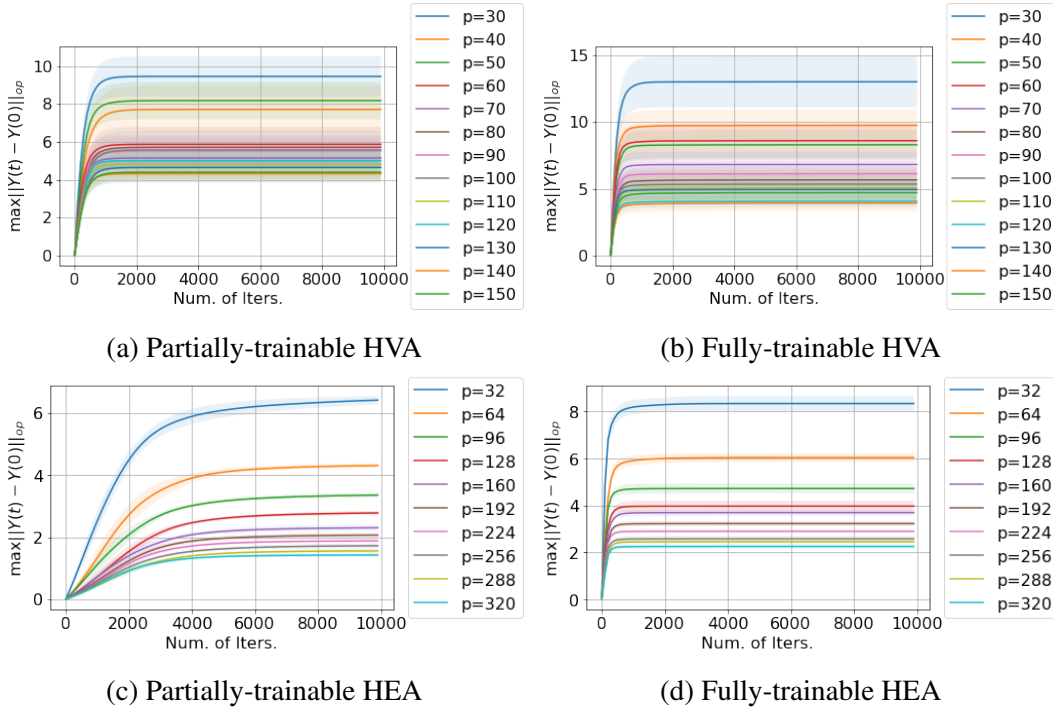 max||Y(t) − Y(0)||op
10
8
6
4
2
0
0 2000 4000 6000 8000 10000
Num. of Iters.
p=30
p=40
p=50
p=60
p=70
p=80
p=90
p=100
p=110
p=120
p=130
p=140
p=150
(a) Partially-trainable HVA
max||Y(t) − Y(0)||op
15
10
5
0
0 2000 4000 6000 8000 10000
Num. of Iters.
p=30
p=40
p=50
p=60
p=70
p=80
p=90
p=100
p=110
p=120
p=130
p=140
p=150
(b) Fully-trainable HVA
max||Y(t) − Y(0)||op
6
4
2
0
0 2000 4000 6000 8000 10000
Num. of Iters.
p=32
p=64
p=96
p=128
p=160
p=192
p=224
p=256
p=288
p=320
(c) Partially-trainable HEA
max||Y(t) − Y(0)||op
8
6
4
2
0
0 2000 4000 6000 8000 10000
Num. of Iters.
p=32
p=64
p=96
p=128
p=160
p=192
p=224
p=256
p=288
p=320
(d) Fully-trainable HEA